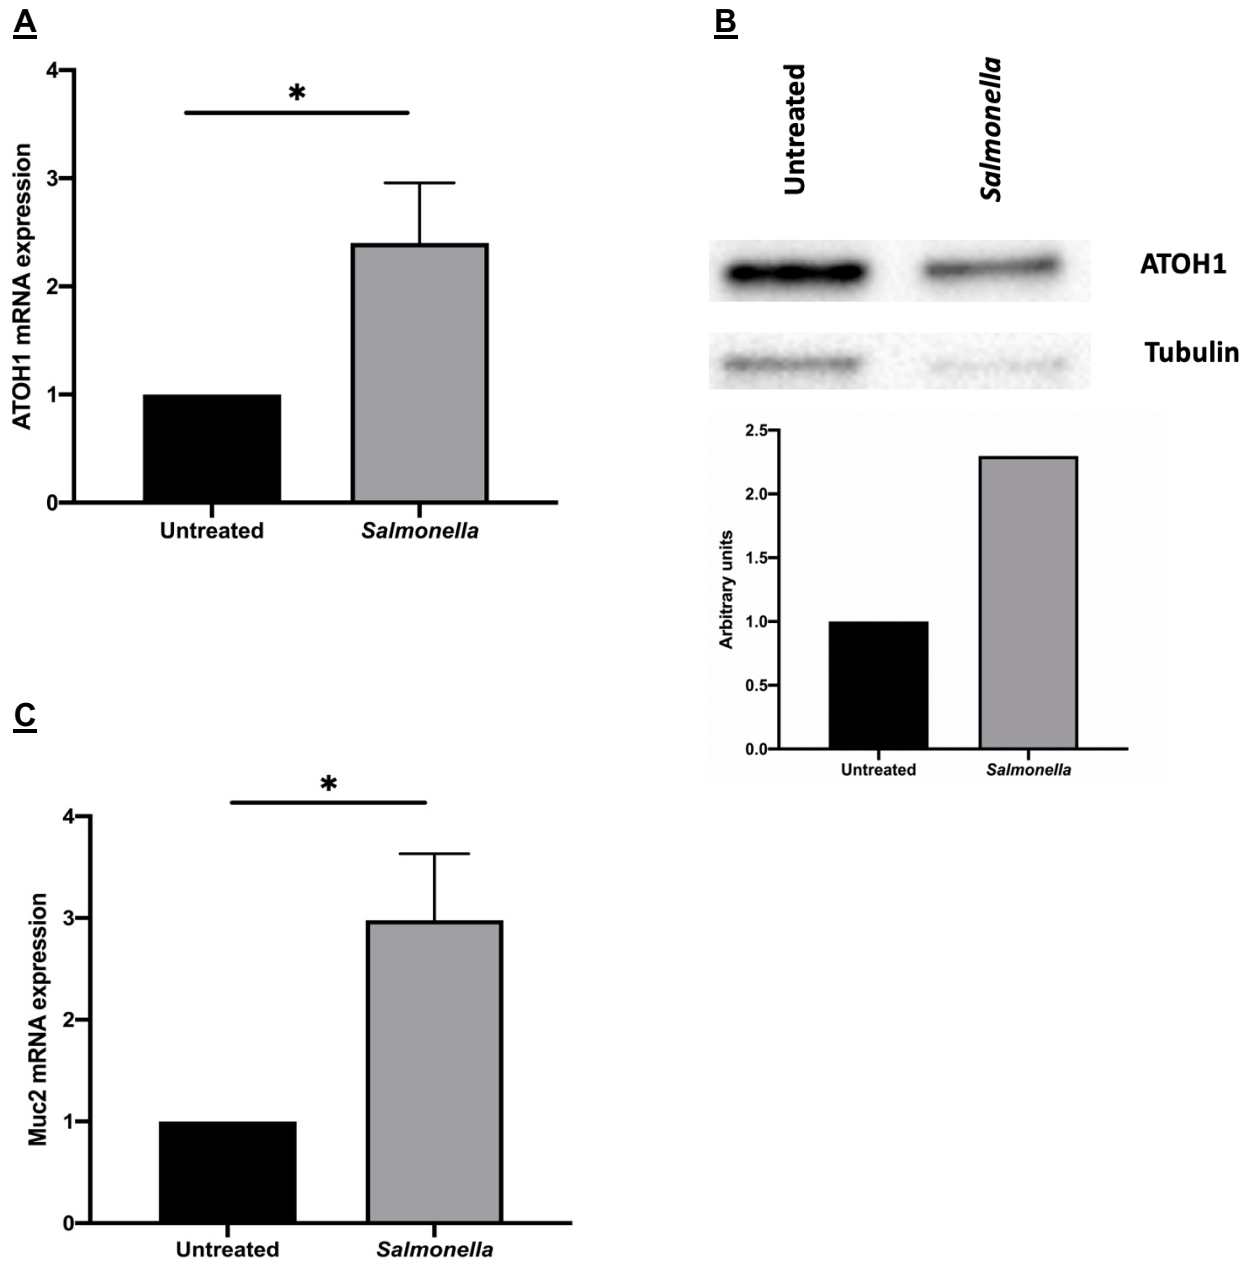 A
ATOH1 mRNA expression
4
3
2
1
0
*
Untreated
Salmonella
B
Untreated
Salmonella
ATOH1
Tubulin
Arbitrary units
2.5
2.0
1.5
1.0
0.5
0.0
Untreated
Salmonella
C
Muc2 mRNA expression
4
3
2
1
0
*
Untreated
Salmonella